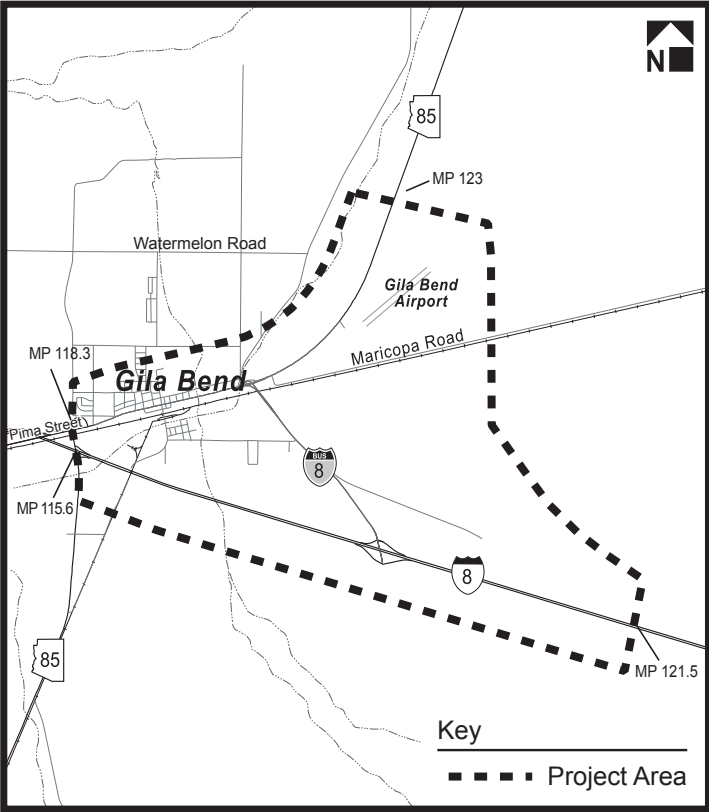 N
85
MP 123
Watermelon Road
Gila Bend
Airport
MP 118.3
Maricopa Road
Gila Bend
Pima Street
BUS
8
MP 115.6
8
85
MP 121.5
Key
Project Area